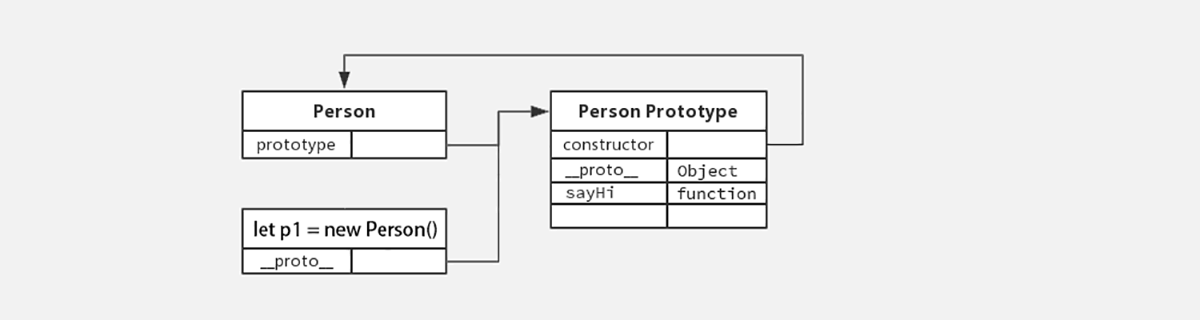 Person
prototype
let p1 = new Person()
__proto__
Person Prototype
constructor
__proto__ Object
sayHi function